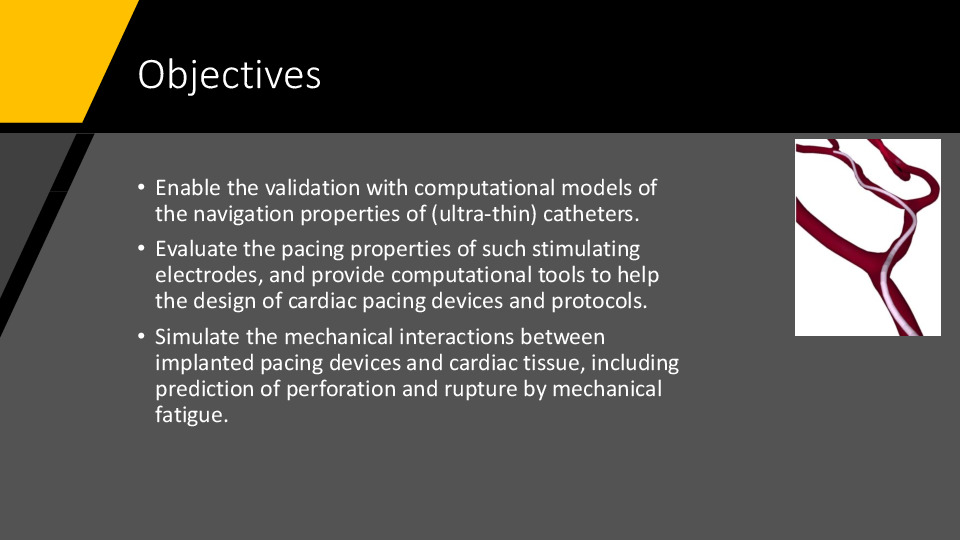 Objectives
• Enable the validation with computational models of
the navigation properties of (ultra-thin) catheters.
• Evaluate the pacing properties of such stimulating
electrodes, and provide computational tools to help
the design of cardiac pacing devices and protocols.
• Simulate the mechanical interactions between
implanted pacing devices and cardiac tissue, including
prediction of perforation and rupture by mechanical
fatigue.